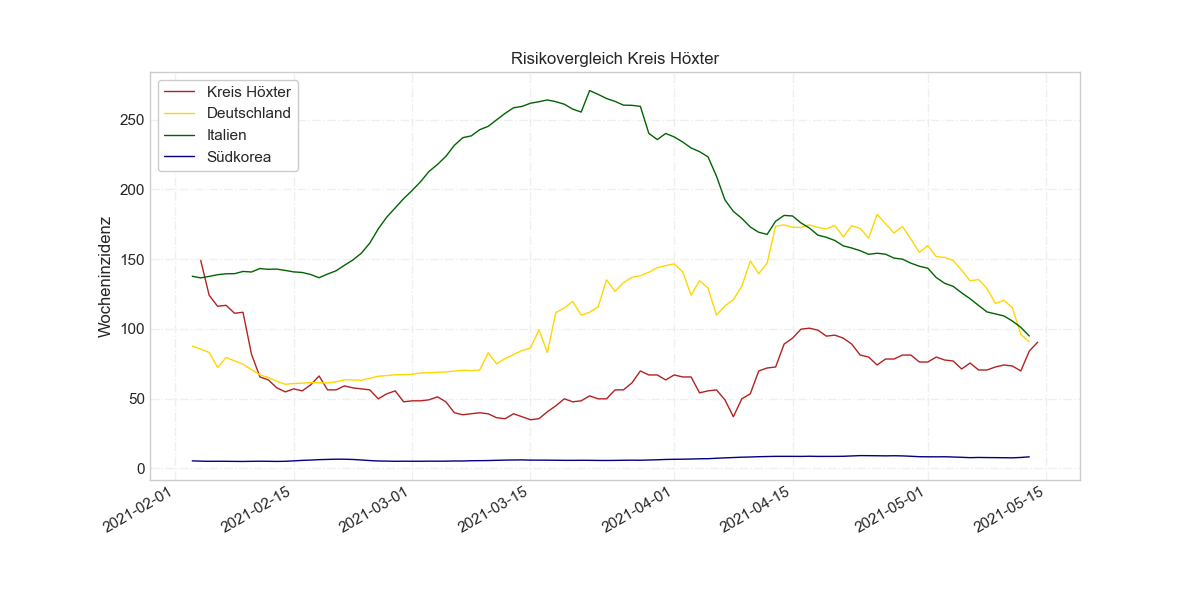 Risikovergleich Kreis Höxter
Kreis Höxter
Deutschland
Italien
Südkorea
Wocheninzidenz
250
200
150
100
50
0
2021-02-01
2021-02-15
2021-03-01
2021-03-15
2021-04-01
2021-04-15
2021-05-01
2021-05-15